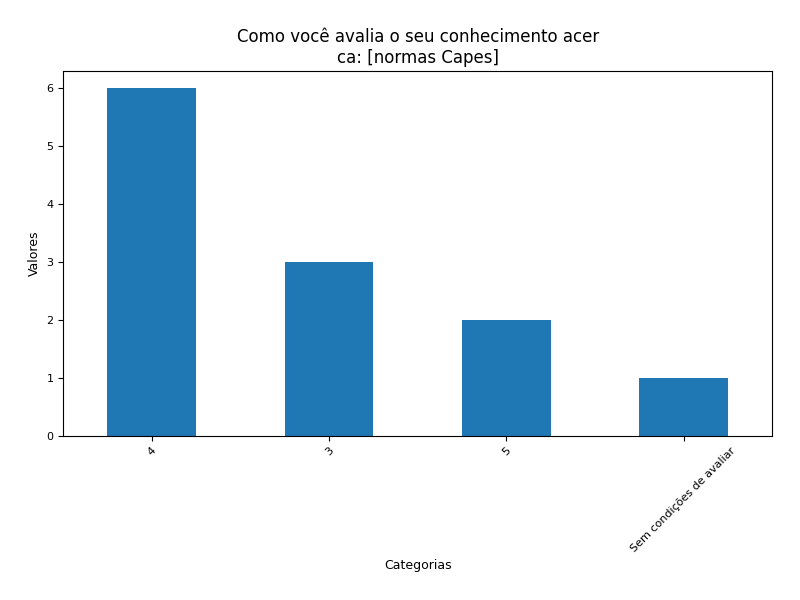 Como você avalia o seu conhecimento acer
ca: [normas Capes]
Valores
6
5
4
3
2
1
0
4
3
5
Sem condições de avaliar
Categorias